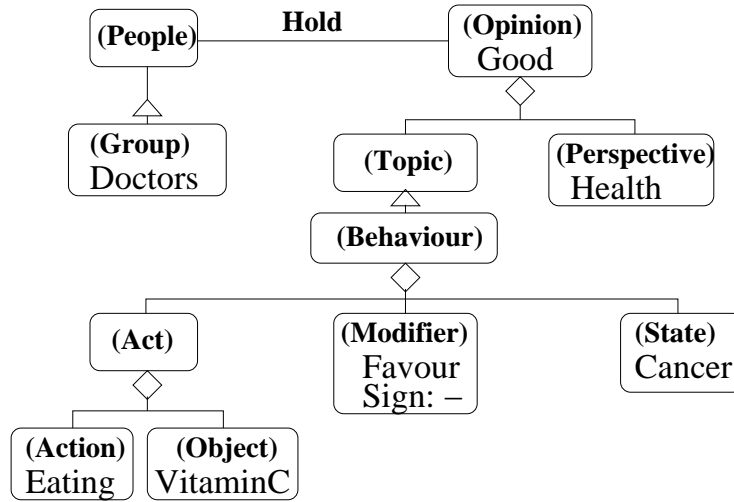 Hold
(People)
(Opinion)
Good
(Group)
Doctors
(Topic)
(Perspective)
Health
(Behaviour)
(Act)
(Modifier)
Favour
Sign: −
(State)
Cancer
(Action)
Eating
(Object)
VitaminC